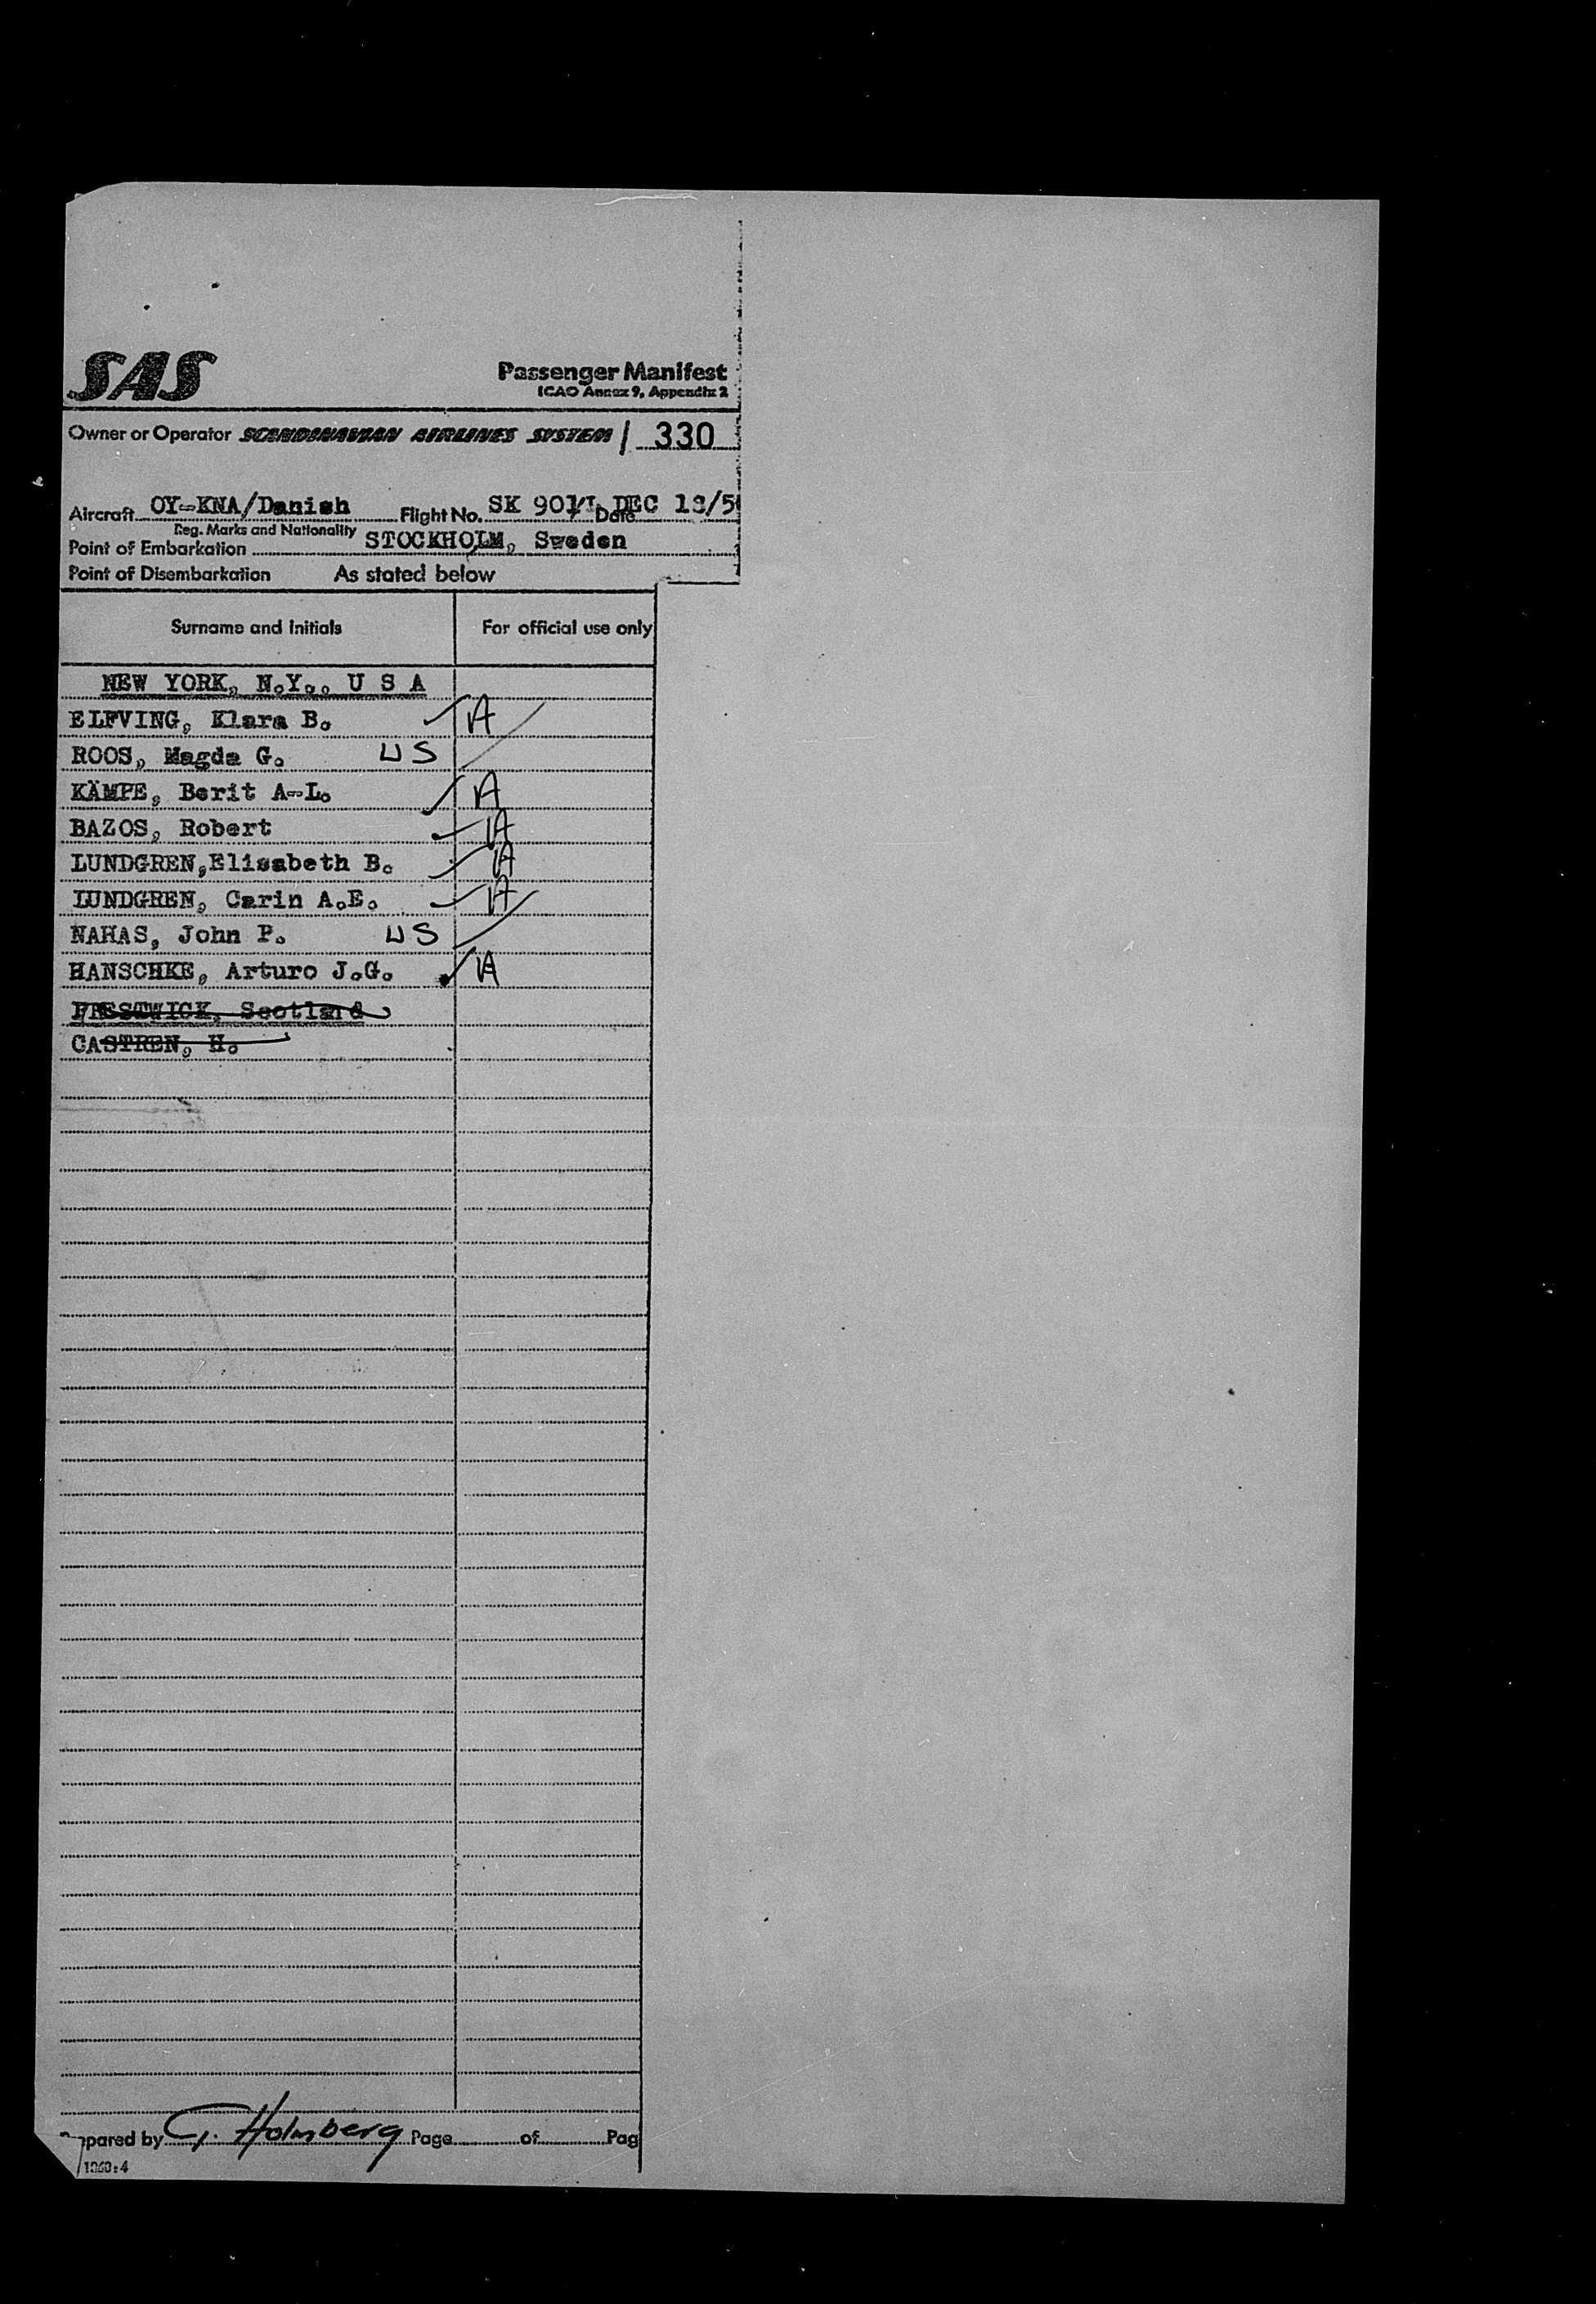 SAS
Passenger Manifest
ICAO Annex 9, Appendix 2
Owner or Operator SCANDINAVIAN AIRLINES SYSTEM / 330
Aircraft OY-KNA/Danish Flight No. SK Date DEC
Reg. Marks and Nationality
Point of Embarkation STOCKHOLM, Sweden
Point of Disembarkation As stated below
Surname and Initials For official use only
NEW YORK, N.Y., U S A
ELFVING, Klara B. A
ROOS, Magda G. US
KÄMPE, Berit A-L. A
BAZOS, Robert A
LUNDGREN, Elisabeth B. A
LUNDGREN, Carin A.E. A
NAHAS, John P. US
HANSCHKE, Arturo J.G. A
PRESTWICK, Scotland
CASTREN, H.
pared by G. Holmberg Page of Pag
1060:4